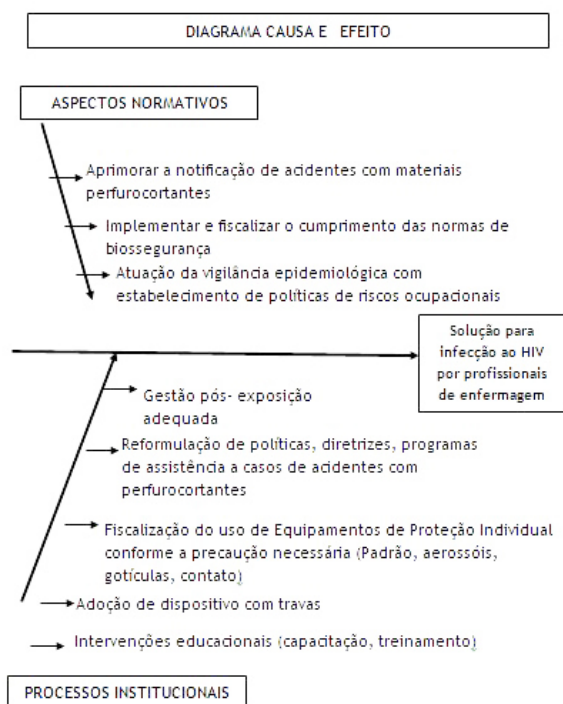 DIAGRAMA CAUSA E EFEITO
ASPECTOS NORMATIVOS
Aprimorar a notificação de acidentes com materiais
perfurocortantes
Implementar e fiscalizar o cumprimento das normas de
biossegurança
Atuação da vigilância epidemiológica com
estabelecimento de políticas de riscos ocupacionais
Solução para
infecção ao HIV
por profissionais
de enfermagem
Gestão pós- exposição
adequada
Reformulação de políticas, diretrizes, programas
de assistência a casos de acidentes com
perfurocortantes
Fiscalização do uso de Equipamentos de Proteção Individual
conforme a precaução necessária (Padrão, aerossóis,
gotículas, contato)
Adoção de dispositivo com travas
Intervenções educacionais (capacitação, treinamento)
PROCESSOS INSTITUCIONAIS